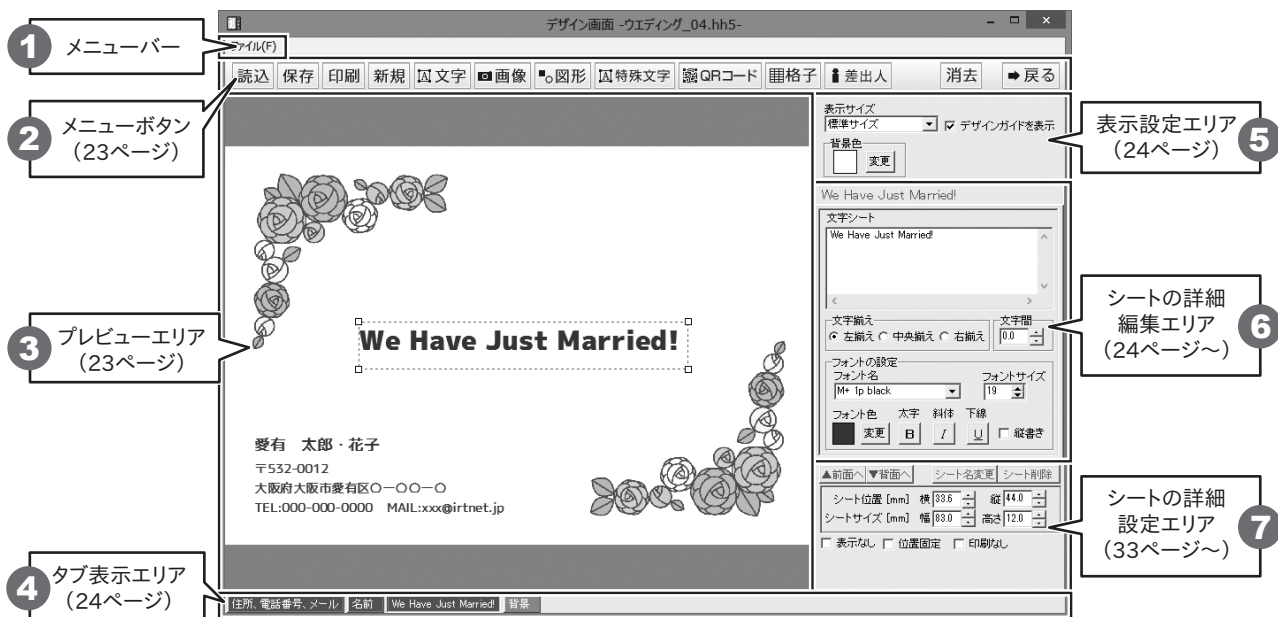 デザイン画面 -ウエディング_04.hh5-
1 メニューバー
ファイル(F)
読込 保存 印刷 新規 文字 画像 図形 特殊文字 QRコード 格子 差出人 消去 戻る
2 メニューボタン
（23ページ）
表示サイズ
標準サイズ デザインガイドを表示
背景色
変更
表示設定エリア
（24ページ） 5
We Have Just Married!
文字シート
We Have Just Married!
3 プレビューエリア
（23ページ）
We Have Just Married!
文字揃え 文字間
左揃え 中央揃え 右揃え 0.0
シートの詳細
編集エリア
（24ページ～） 6
フォントの設定
フォント名 フォントサイズ
M+ 1p black 19
フォント色 太字 斜体 下線
変更 B I U 縦書き
愛有　太郎・花子
〒532-0012
大阪府大阪市愛有区○ー○○ー○
TEL:000-000-0000 MAIL:xxx@irtnet.jp
▲前面へ ▼背面へ シート名変更 シート削除
シート位置 [mm] 横 33.6 縦 44.0
シートサイズ [mm] 幅 83.0 高さ 12.0
表示なし 位置固定 印刷なし
シートの詳細
設定エリア
（33ページ～） 7
4 タブ表示エリア
（24ページ）
住所、電話番号、メール 名前 We Have Just Married! 背景